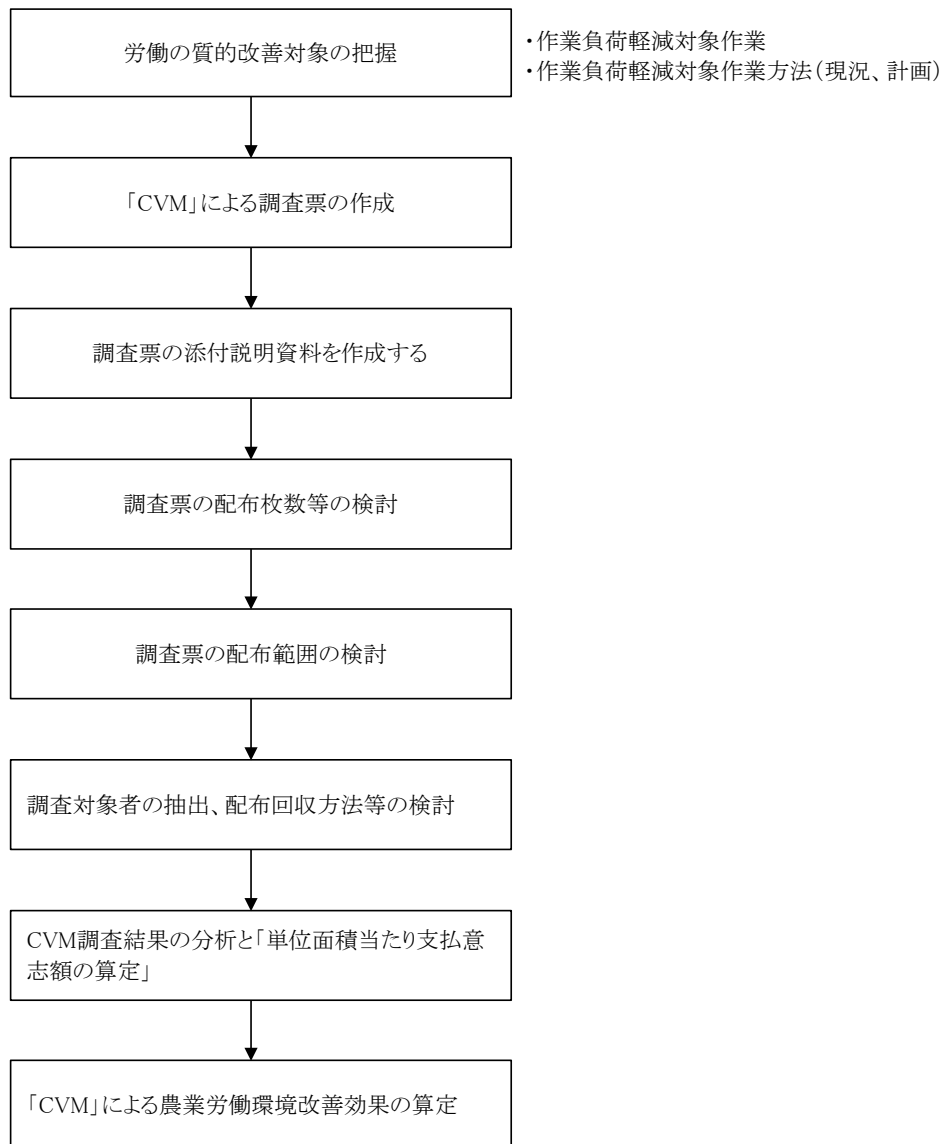 労働の質的改善対象の把握
・作業負荷軽減対象作業
・作業負荷軽減対象作業方法（現況、計画）
「CVM」による調査票の作成
調査票の添付説明資料を作成する
調査票の配布枚数等の検討
調査票の配布範囲の検討
調査対象者の抽出、配布回収方法等の検討
CVM調査結果の分析と「単位面積当たり支払意
志額の算定」
「CVM」による農業労働環境改善効果の算定